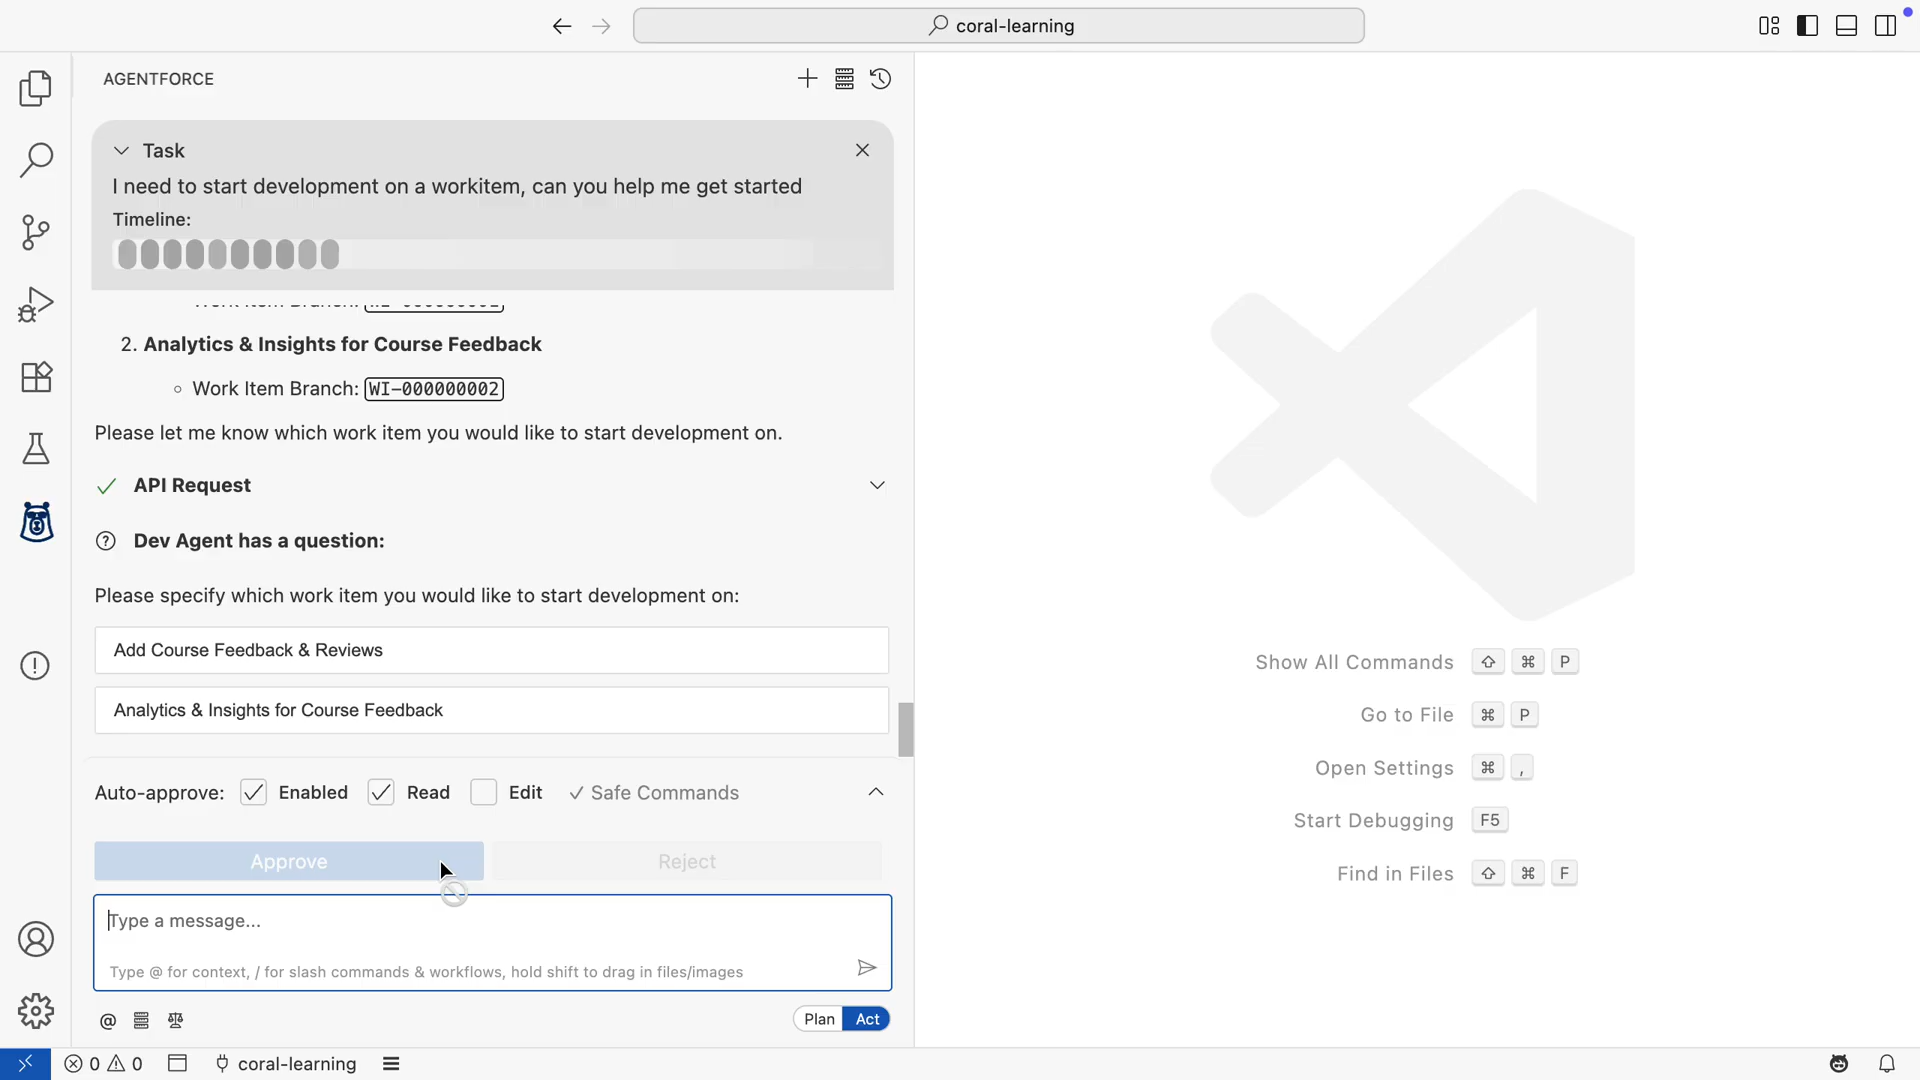 coral-learning
AGENTFORCE
Task
I need to start development on a workitem, can you help me get started
Timeline:
2. Analytics & Insights for Course Feedback
Work Item Branch: WI-000000002
Please let me know which work item you would like to start development on.
API Request
Dev Agent has a question:
Please specify which work item you would like to start development on:
Add Course Feedback & Reviews
Analytics & Insights for Course Feedback
Auto-approve: Enabled Read Edit ✓ Safe Commands
Approve Reject
Type a message...
Type @ for context, / for slash commands & workflows, hold shift to drag in files/images
@ Plan Act
Show All Commands ⇧ ⌘ P
Go to File ⌘ P
Open Settings ⌘ ,
Start Debugging F5
Find in Files ⇧ ⌘ F
0 0 coral-learning